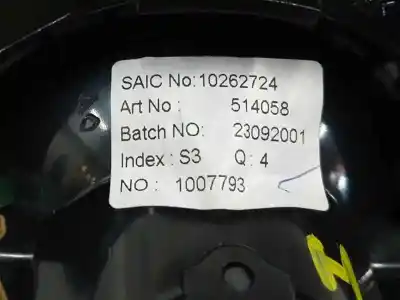 SAIC No:10262724
Art No : 514058
Batch NO: 23092001
Index : S3 Q: 4
NO : 1007793